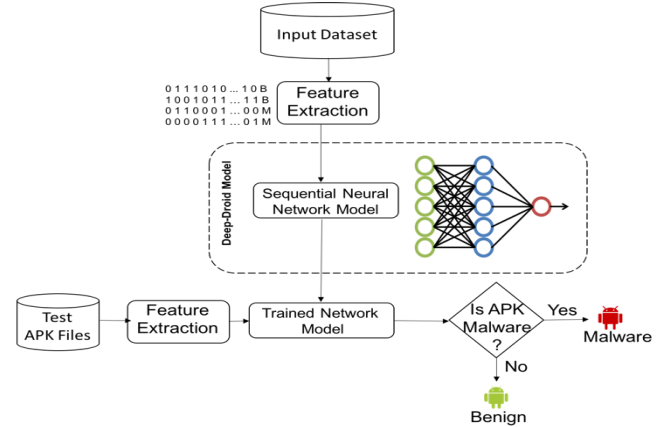 Input Dataset
0 1 1 1 0 1 0 ... 1 0 B
1 0 0 1 0 1 1 ... 1 1 B
0 1 1 0 0 0 1 ... 0 0 M
0 0 0 0 1 1 1 ... 0 1 M
Feature
Extraction
Deep-Droid Model
Sequential Neural
Network Model
Test
APK Files
Feature
Extraction
Trained Network
Model
Is APK
Malware
?
Yes
Malware
No
Benign